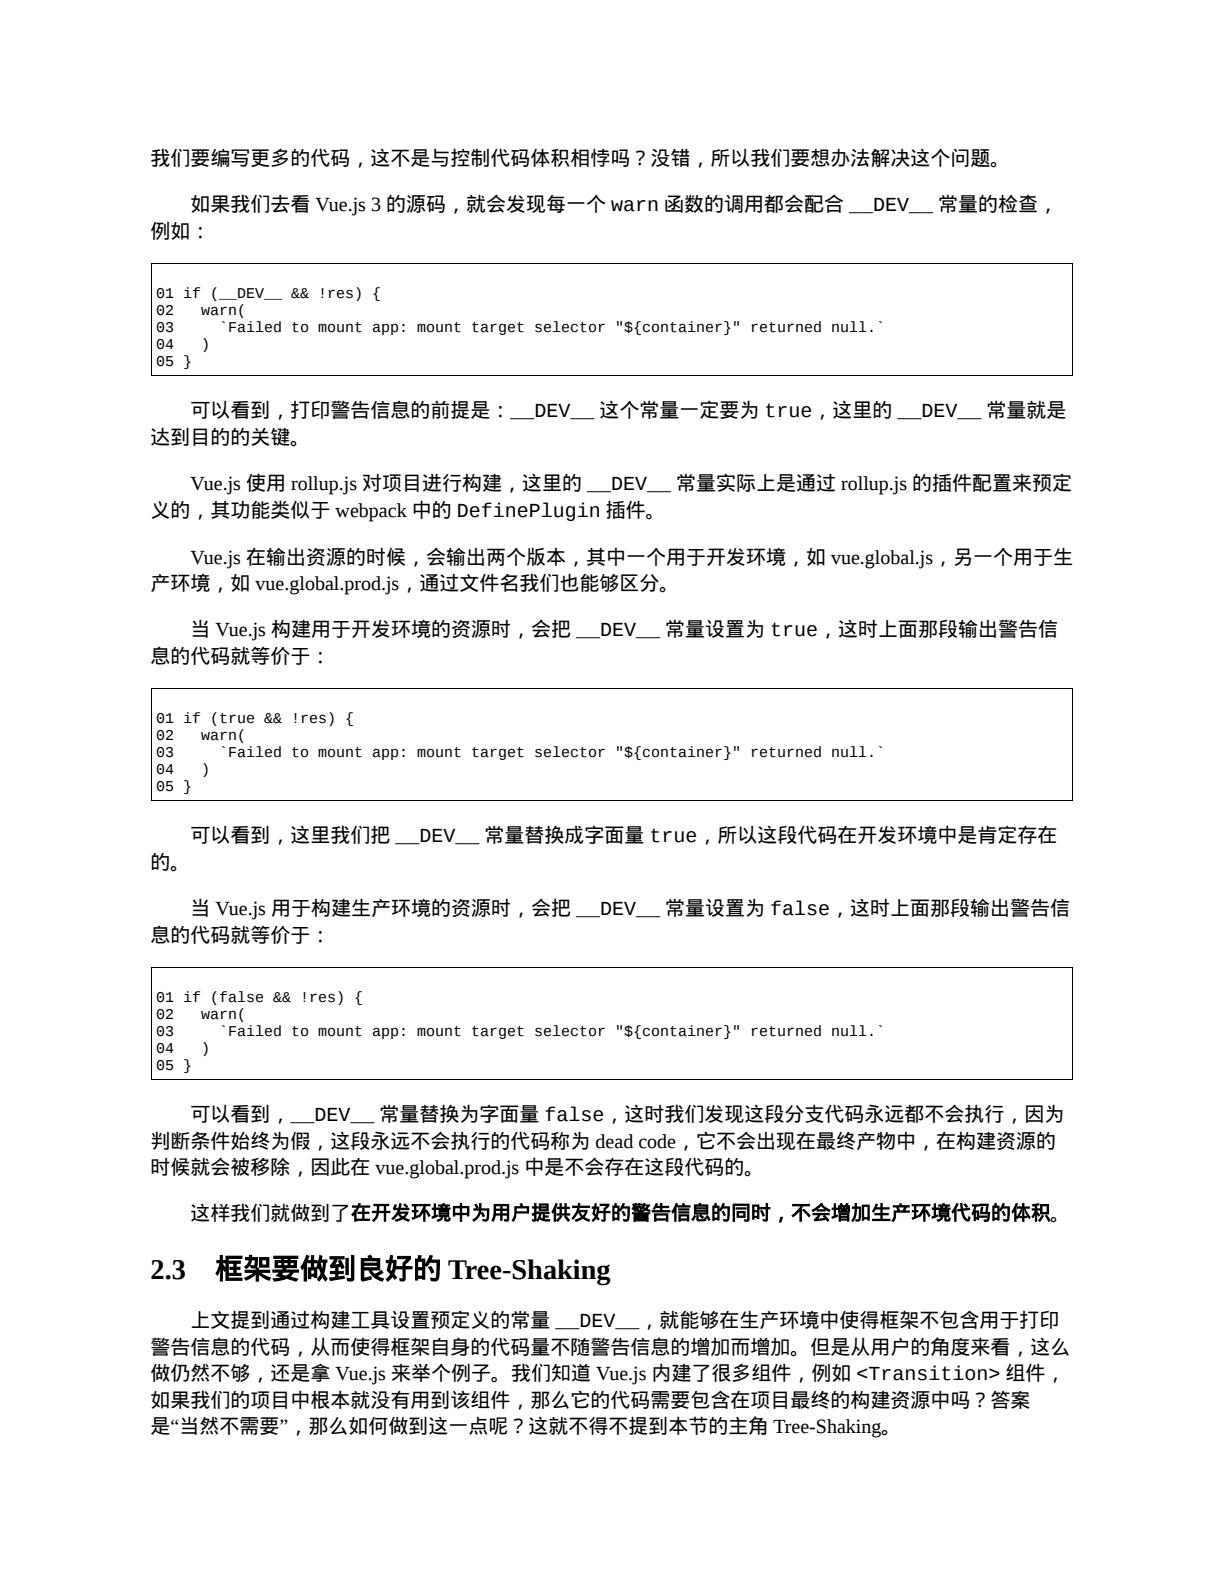 我们要编写更多的代码，这不是与控制代码体积相悖吗？没错，所以我们要想办法解决这个问题。
如果我们去看 Vue.js 3 的源码，就会发现每一个 warn 函数的调用都会配合 __DEV__ 常量的检查，
例如：
01 if (__DEV__ && !res) {
02   warn(
03     `Failed to mount app: mount target selector "${container}" returned null.`
04   )
05 }
可以看到，打印警告信息的前提是：__DEV__ 这个常量一定要为 true，这里的 __DEV__ 常量就是
达到目的的关键。
Vue.js 使用 rollup.js 对项目进行构建，这里的 __DEV__ 常量实际上是通过 rollup.js 的插件配置来预定
义的，其功能类似于 webpack 中的 DefinePlugin 插件。
Vue.js 在输出资源的时候，会输出两个版本，其中一个用于开发环境，如 vue.global.js，另一个用于生
产环境，如 vue.global.prod.js，通过文件名我们也能够区分。
当 Vue.js 构建用于开发环境的资源时，会把 __DEV__ 常量设置为 true，这时上面那段输出警告信
息的代码就等价于：
01 if (true && !res) {
02   warn(
03     `Failed to mount app: mount target selector "${container}" returned null.`
04   )
05 }
可以看到，这里我们把 __DEV__ 常量替换成字面量 true，所以这段代码在开发环境中是肯定存在
的。
当 Vue.js 用于构建生产环境的资源时，会把 __DEV__ 常量设置为 false，这时上面那段输出警告信
息的代码就等价于：
01 if (false && !res) {
02   warn(
03     `Failed to mount app: mount target selector "${container}" returned null.`
04   )
05 }
可以看到，__DEV__ 常量替换为字面量 false，这时我们发现这段分支代码永远都不会执行，因为
判断条件始终为假，这段永远不会执行的代码称为 dead code，它不会出现在最终产物中，在构建资源的
时候就会被移除，因此在 vue.global.prod.js 中是不会存在这段代码的。
这样我们就做到了在开发环境中为用户提供友好的警告信息的同时，不会增加生产环境代码的体积。
2.3　框架要做到良好的 Tree-Shaking
上文提到通过构建工具设置预定义的常量 __DEV__，就能够在生产环境中使得框架不包含用于打印
警告信息的代码，从而使得框架自身的代码量不随警告信息的增加而增加。但是从用户的角度来看，这么
做仍然不够，还是拿 Vue.js 来举个例子。我们知道 Vue.js 内建了很多组件，例如 <Transition> 组件，
如果我们的项目中根本就没有用到该组件，那么它的代码需要包含在项目最终的构建资源中吗？答案
是“当然不需要”，那么如何做到这一点呢？这就不得不提到本节的主角 Tree-Shaking。